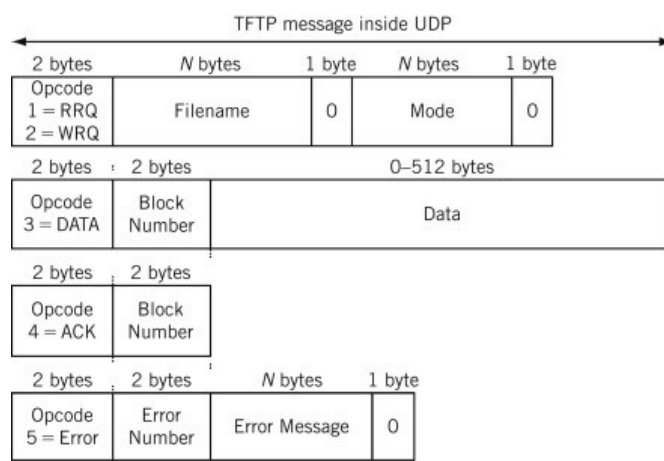 TFTP message inside UDP
2 bytes N bytes 1 byte N bytes 1 byte
Opcode
1 = RRQ
2 = WRQ
Filename
0
Mode
0
2 bytes 2 bytes 0–512 bytes
Opcode
3 = DATA
Block
Number
Data
2 bytes 2 bytes
Opcode
4 = ACK
Block
Number
2 bytes 2 bytes N bytes 1 byte
Opcode
5 = Error
Error
Number
Error Message
0